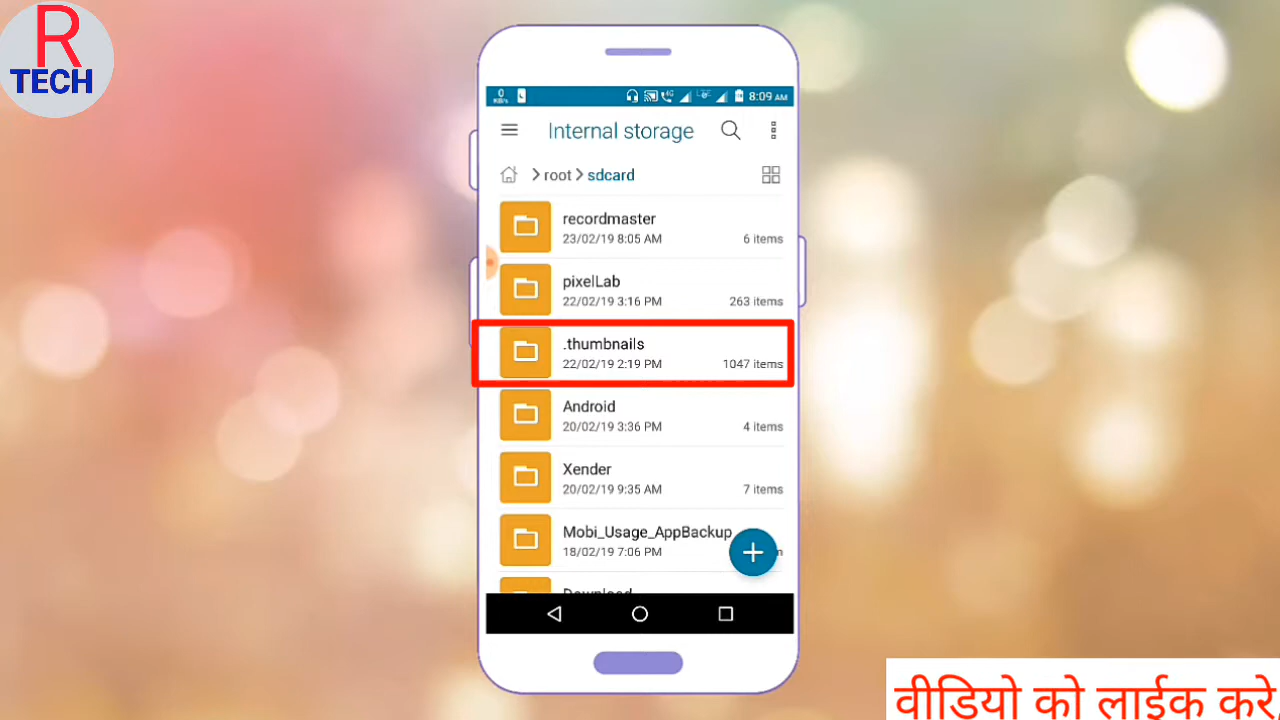 R
TECH
0
KB/s
4G
LTE
8:09 AM
Internal storage
root
sdcard
recordmaster
23/02/19 8:05 AM
6 items
pixelLab
22/02/19 3:16 PM
263 items
.thumbnails
22/02/19 2:19 PM
1047 items
Android
20/02/19 3:36 PM
4 items
Xender
20/02/19 9:35 AM
7 items
Mobi_Usage_AppBackup
18/02/19 7:06 PM
Download
वीडियो को लाईक करे.